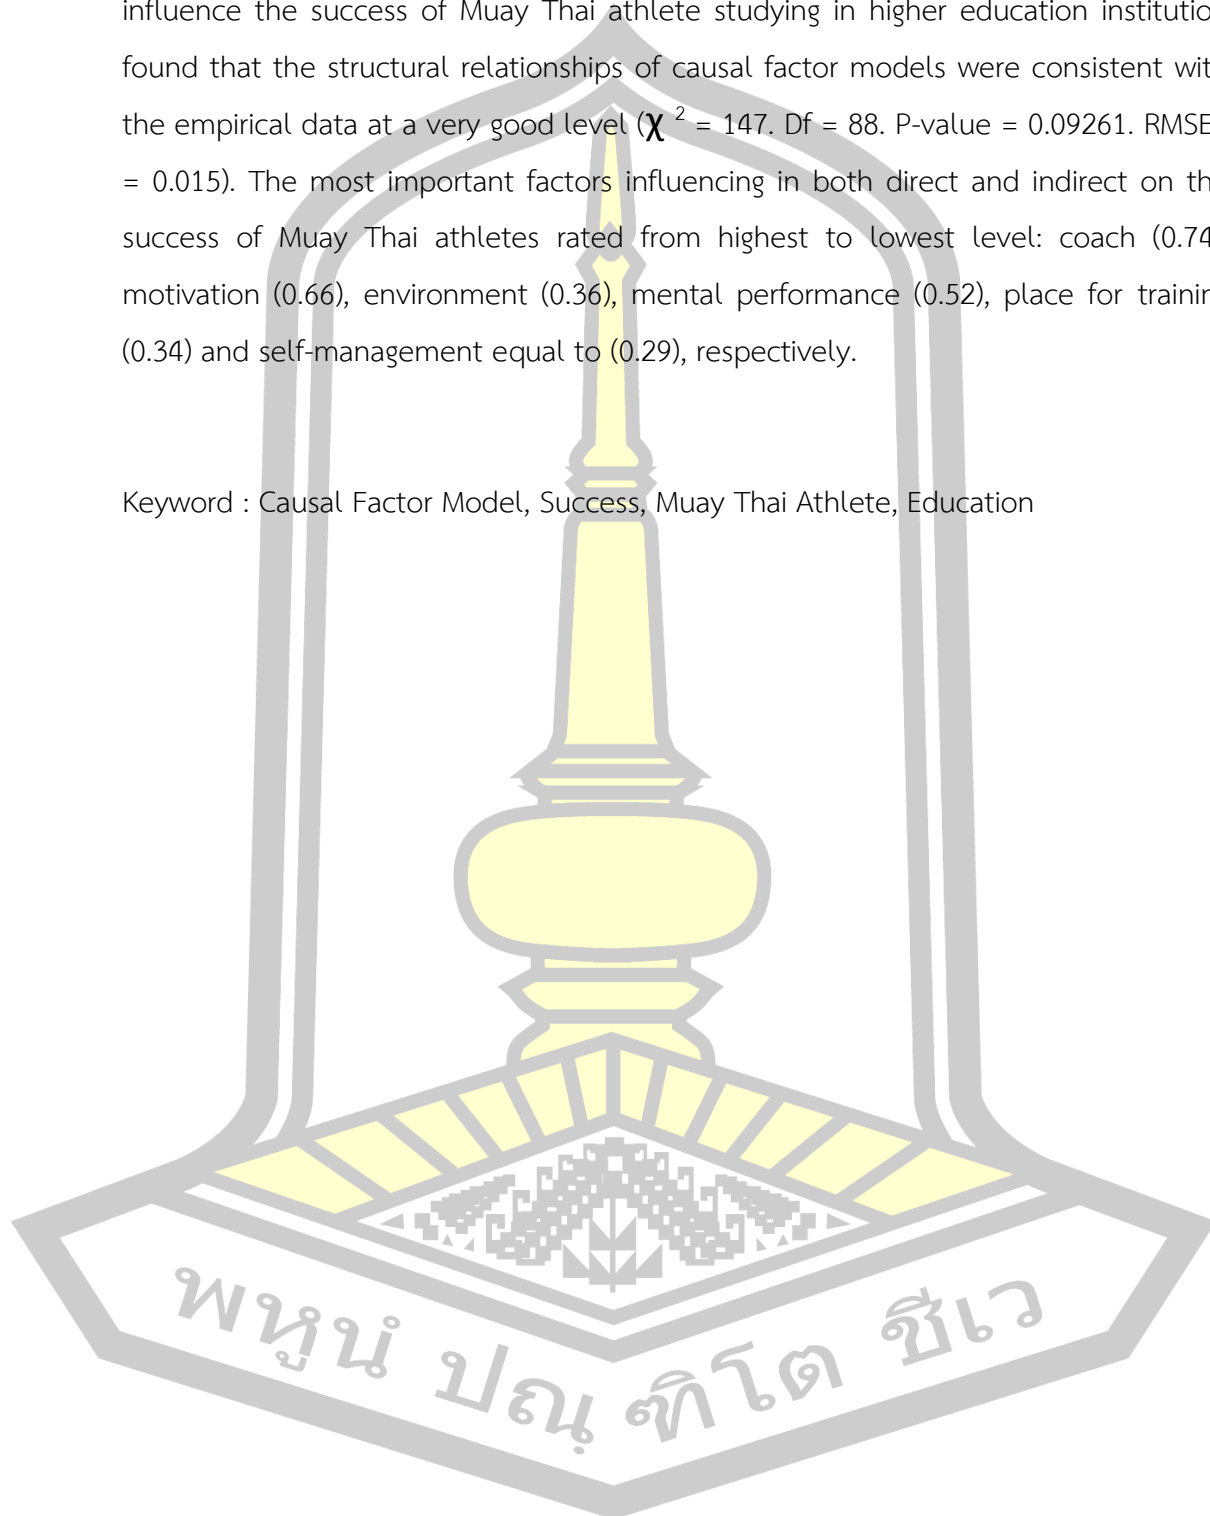 influence the success of Muay Thai athlete studying in higher education institutio
found that the structural relationships of causal factor models were consistent wit
the empirical data at a very good level (χ ² = 147. Df = 88. P-value = 0.09261. RMSE
= 0.015). The most important factors influencing in both direct and indirect on th
success of Muay Thai athletes rated from highest to lowest level: coach (0.74
motivation (0.66), environment (0.36), mental performance (0.52), place for trainin
(0.34) and self-management equal to (0.29), respectively.
Keyword : Causal Factor Model, Success, Muay Thai Athlete, Education
พหูนํ ปณฺฑิโต ชีเว